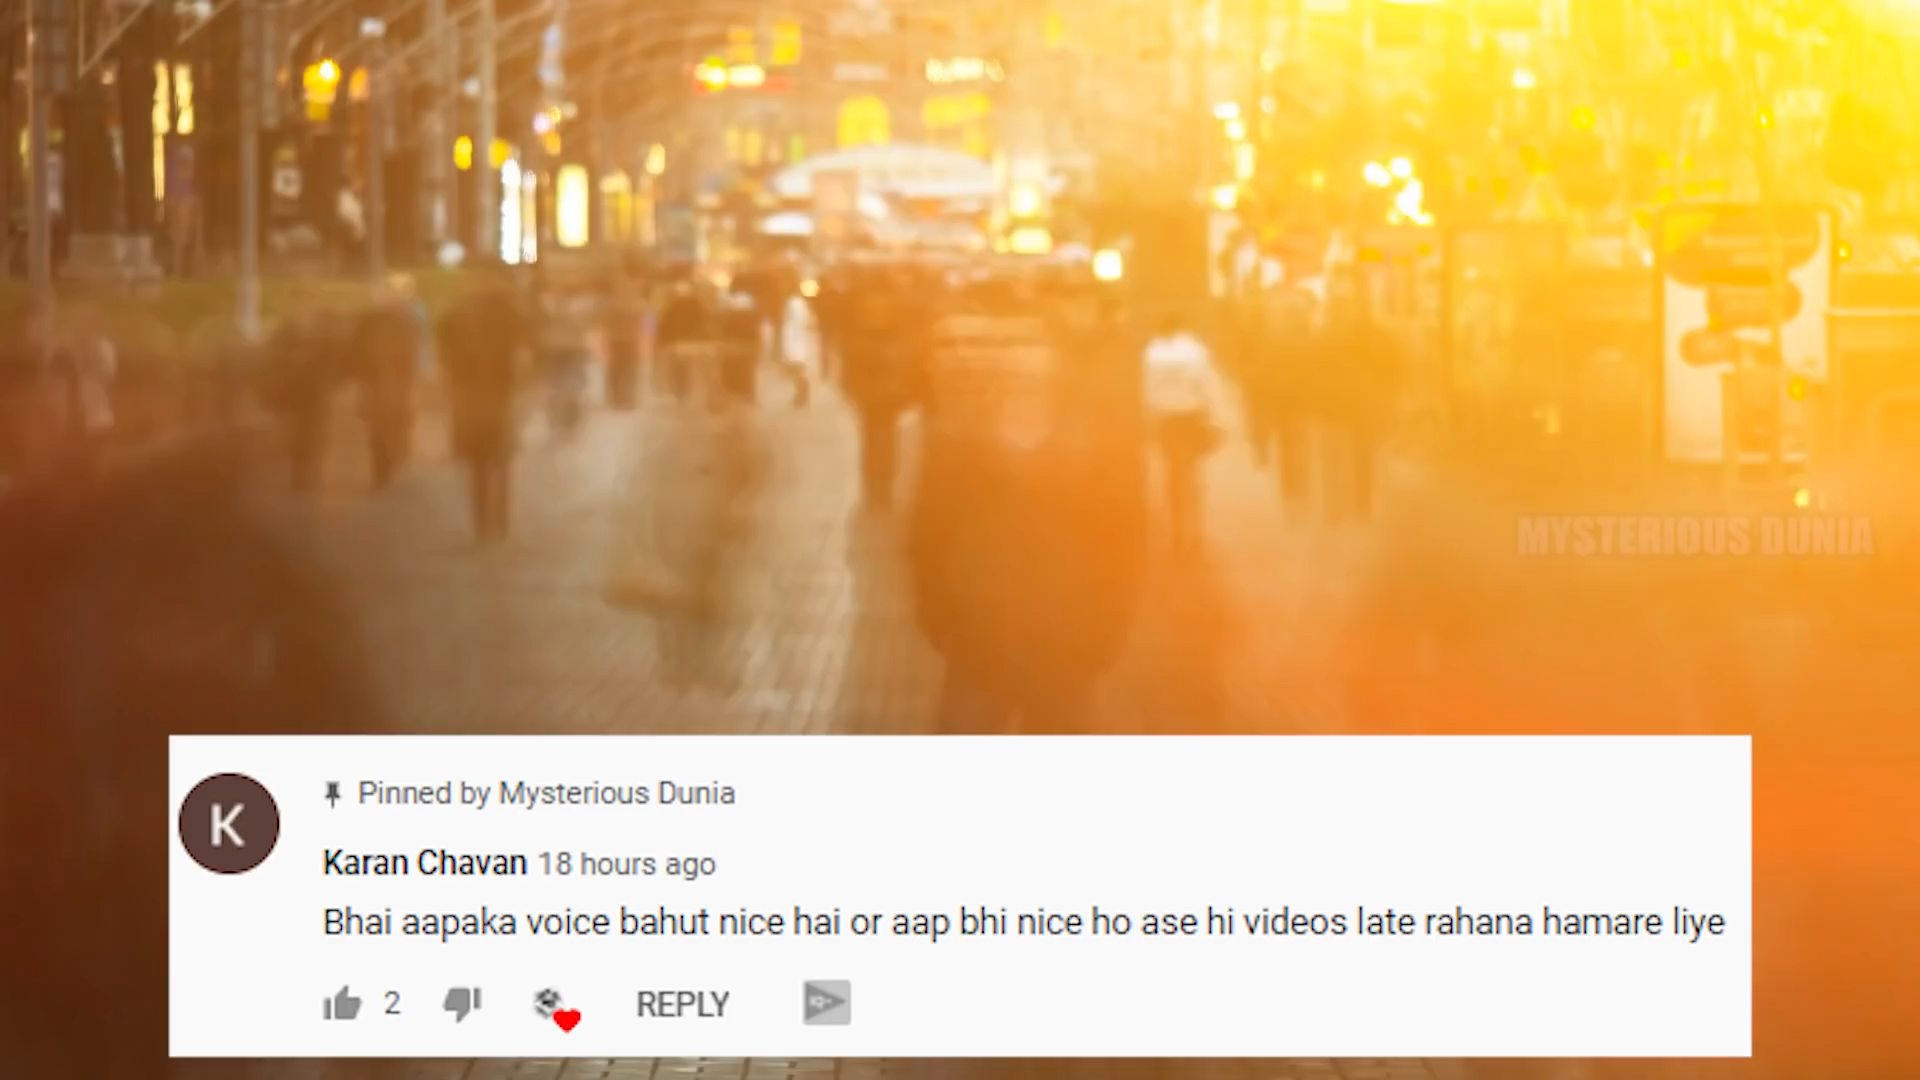 MYSTERIOUS DUNIA
Pinned by Mysterious Dunia
K
Karan Chavan 18 hours ago
Bhai aapaka voice bahut nice hai or aap bhi nice ho ase hi videos late rahana hamare liye
2
REPLY